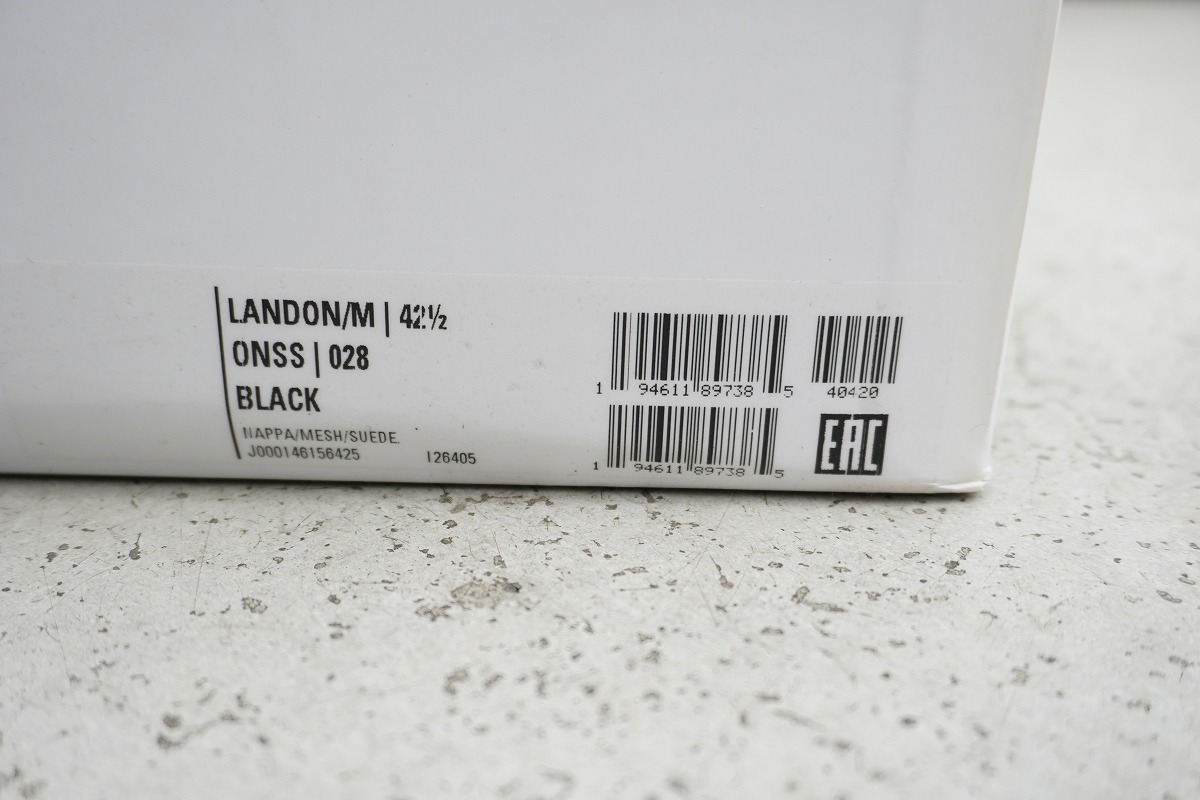 LANDON/M | 42½
ONSS | 028
BLACK
NAPPA/MESH/SUEDE.
J000146156425 126405
1 94611 89738 5
40420
1 94611 89738 5
EAC